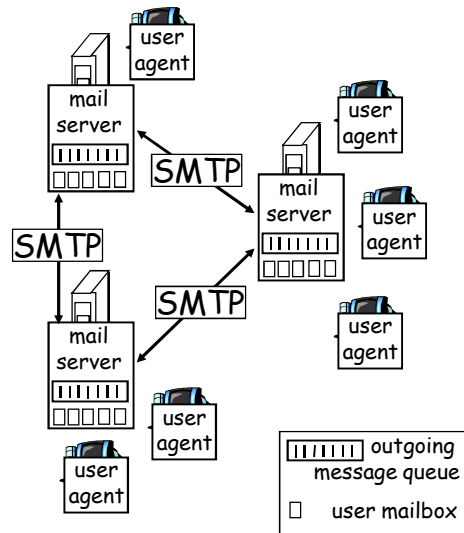 user
agent
mail
server
SMTP
user
agent
mail
server
user
agent
SMTP
SMTP
mail
server
user
agent
user
agent
user
agent
outgoing
message queue
user mailbox